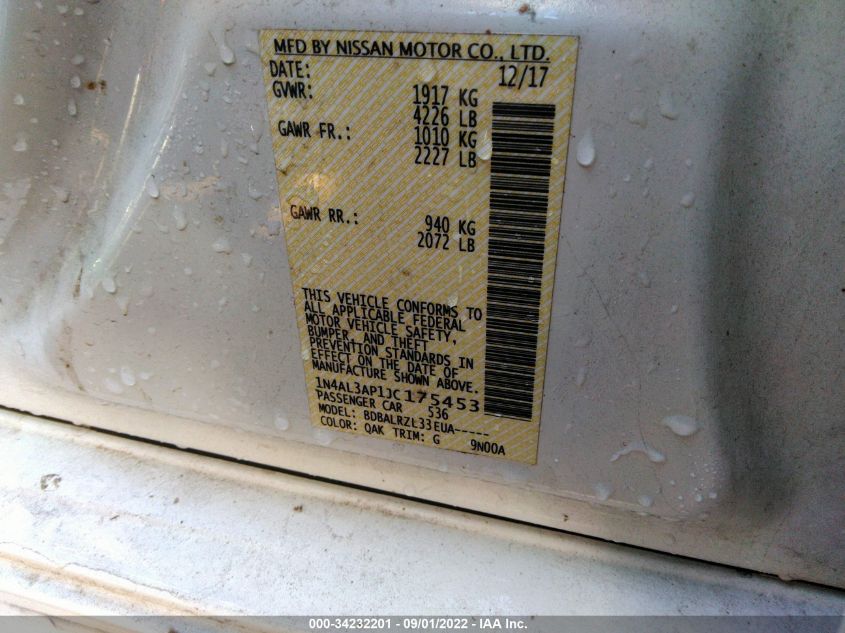 MFD BY NISSAN MOTOR CO., LTD.
DATE: 12/17
GVWR: 1917 KG
4226 LB
GAWR FR.: 1010 KG
2227 LB
GAWR RR.: 940 KG
2072 LB
THIS VEHICLE CONFORMS TO
ALL APPLICABLE FEDERAL
MOTOR VEHICLE SAFETY,
BUMPER, AND THEFT
PREVENTION STANDARDS IN
EFFECT ON THE DATE OF
MANUFACTURE SHOWN ABOVE.
1N4AL3AP1JC175453
PASSENGER CAR 536
MODEL: BDBALRZL33EUA-----
COLOR: QAK TRIM: G 9N00A
000-34232201 - 09/01/2022 - IAA Inc.